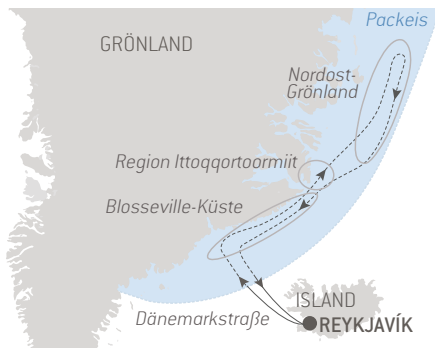 Packeis
GRÖNLAND
Nordost-
Grönland
Region Ittoqqortoormiit
Blosseville-Küste
ISLAND
Dänemarkstraße
REYKJAVÍK